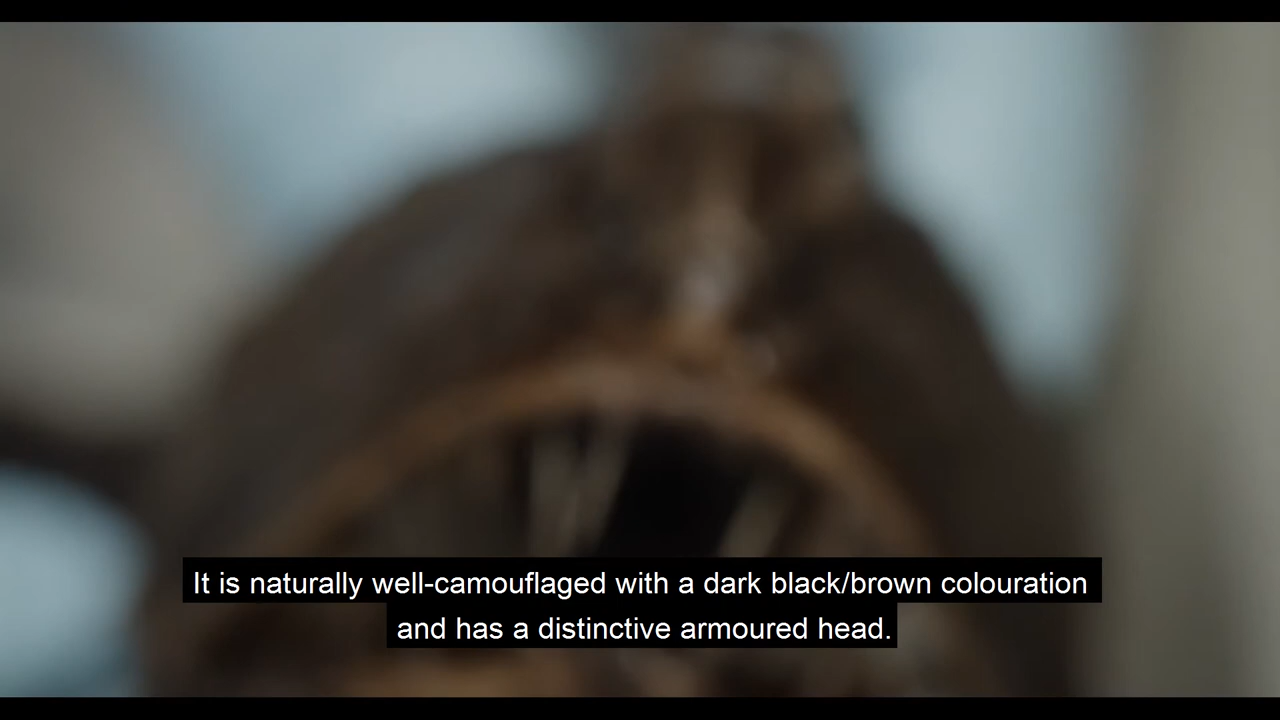 It is naturally well-camouflaged with a dark black/brown colouration
and has a distinctive armoured head.